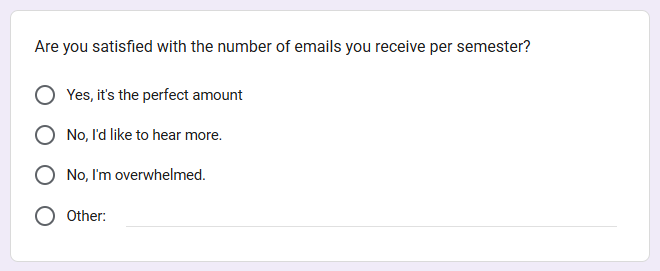 Are you satisfied with the number of emails you receive per semester?
Yes, it's the perfect amount
No, I'd like to hear more.
No, I'm overwhelmed.
Other: